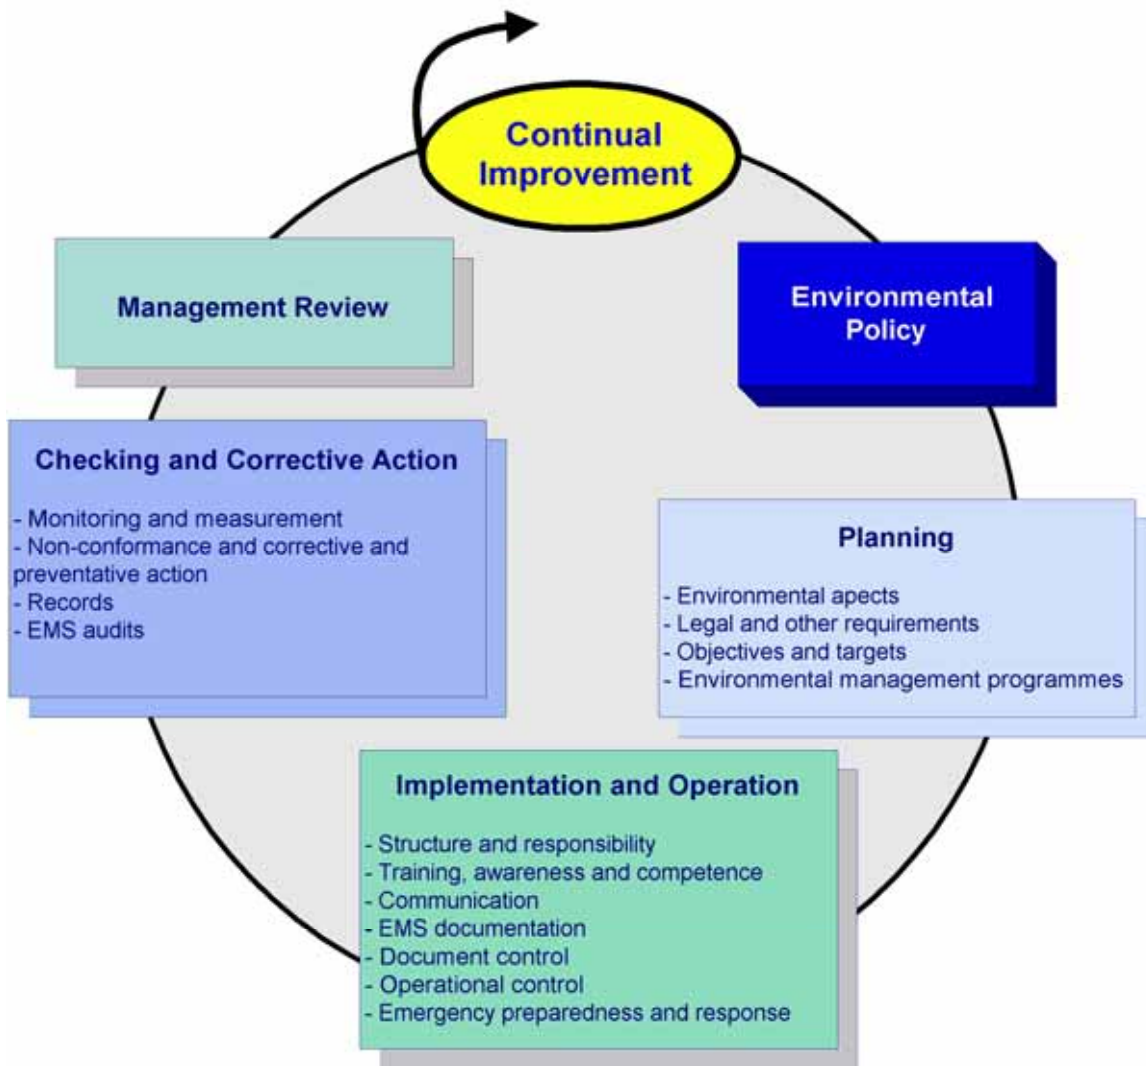 Continual
Improvement
Management Review
Environmental
Policy
Checking and Corrective Action
- Monitoring and measurement
- Non-conformance and corrective and
preventative action
- Records
- EMS audits
Planning
- Environmental apects
- Legal and other requirements
- Objectives and targets
- Environmental management programmes
Implementation and Operation
- Structure and responsibility
- Training, awareness and competence
- Communication
- EMS documentation
- Document control
- Operational control
- Emergency preparedness and response